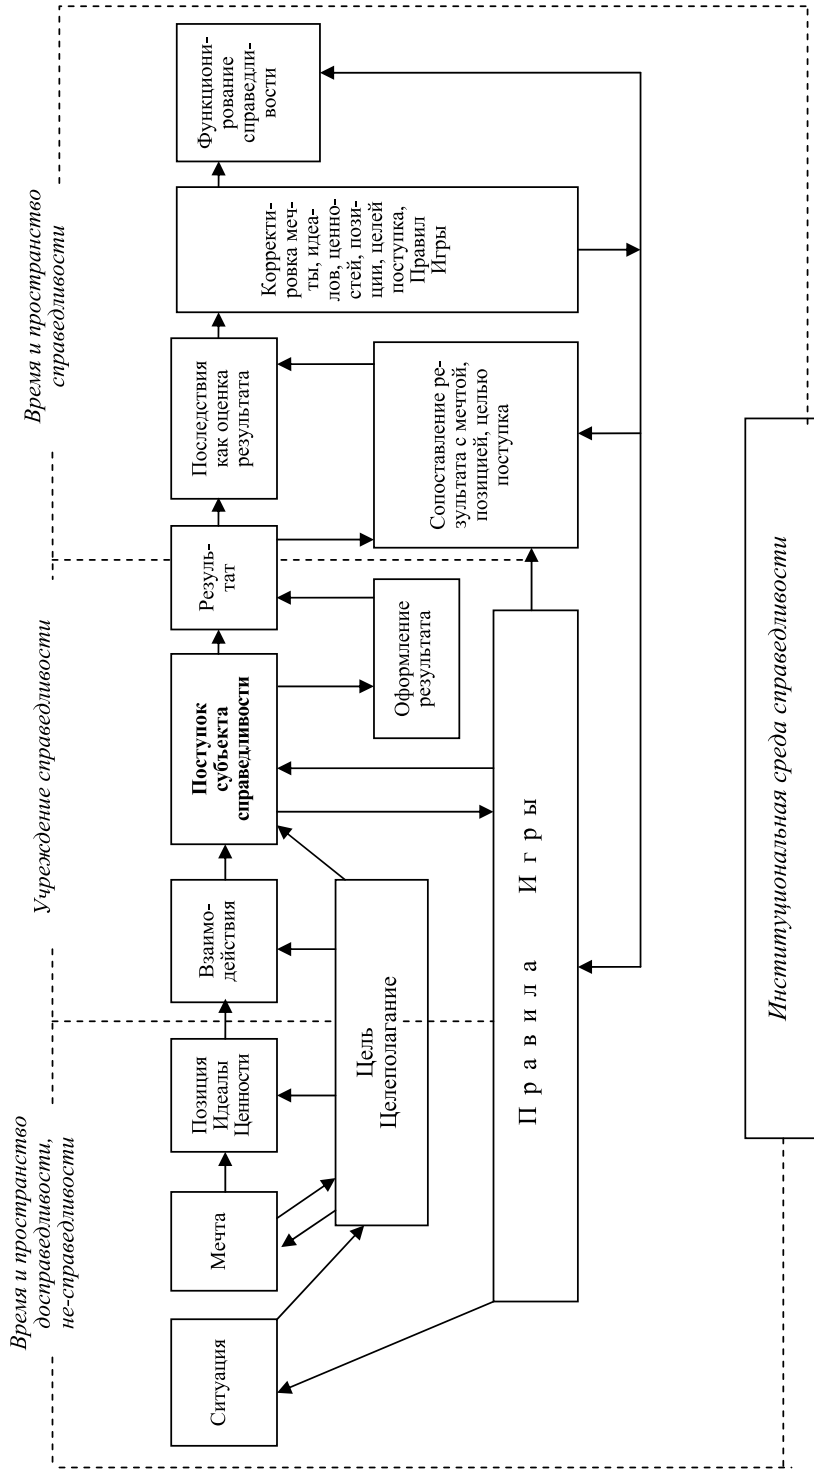 Время и пространство
досправедливости,
не-справедливости
Учреждение справедливости
Время и пространство
справедливости
Ситуация
Мечта
Позиция
Идеалы
Ценности
Взаимо-
действия
Поступок
субъекта
справедливости
Резуль-
тат
Последствия
как оценка
результата
Корректи-
ровка меч-
ты, идеа-
лов, ценно-
стей, пози-
ции, целей
поступка,
Правил
Игры
Функциони-
рование
справедли-
вости
Цель
Целеполагание
Оформление
результата
Сопоставление ре-
зультата с мечтой,
позицией, целью
поступка
Правила Игры
Институциональная среда справедливости